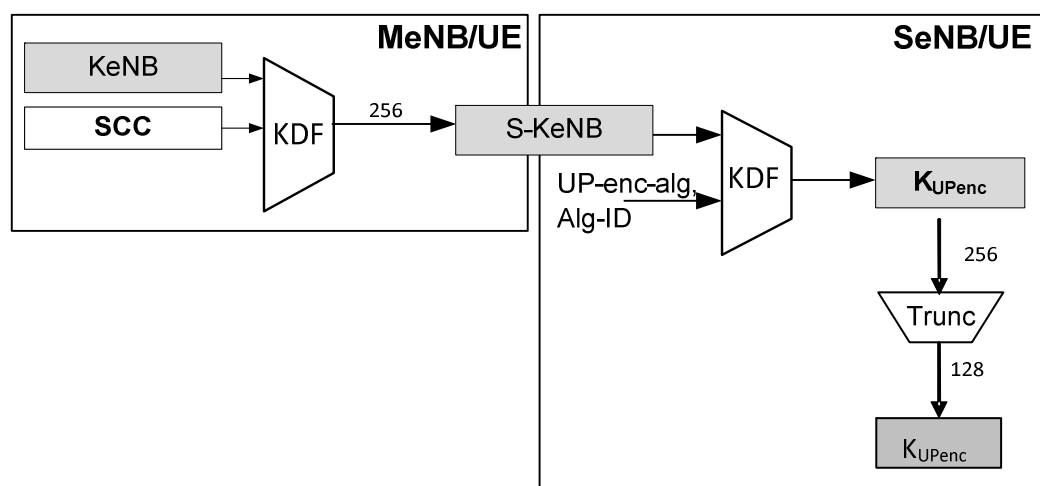 MeNB/UE
KeNB
SCC
KDF
256
S-KeNB
SeNB/UE
UP-enc-alg,
Alg-ID
KDF
KUPenc
256
Trunc
128
KUPenc